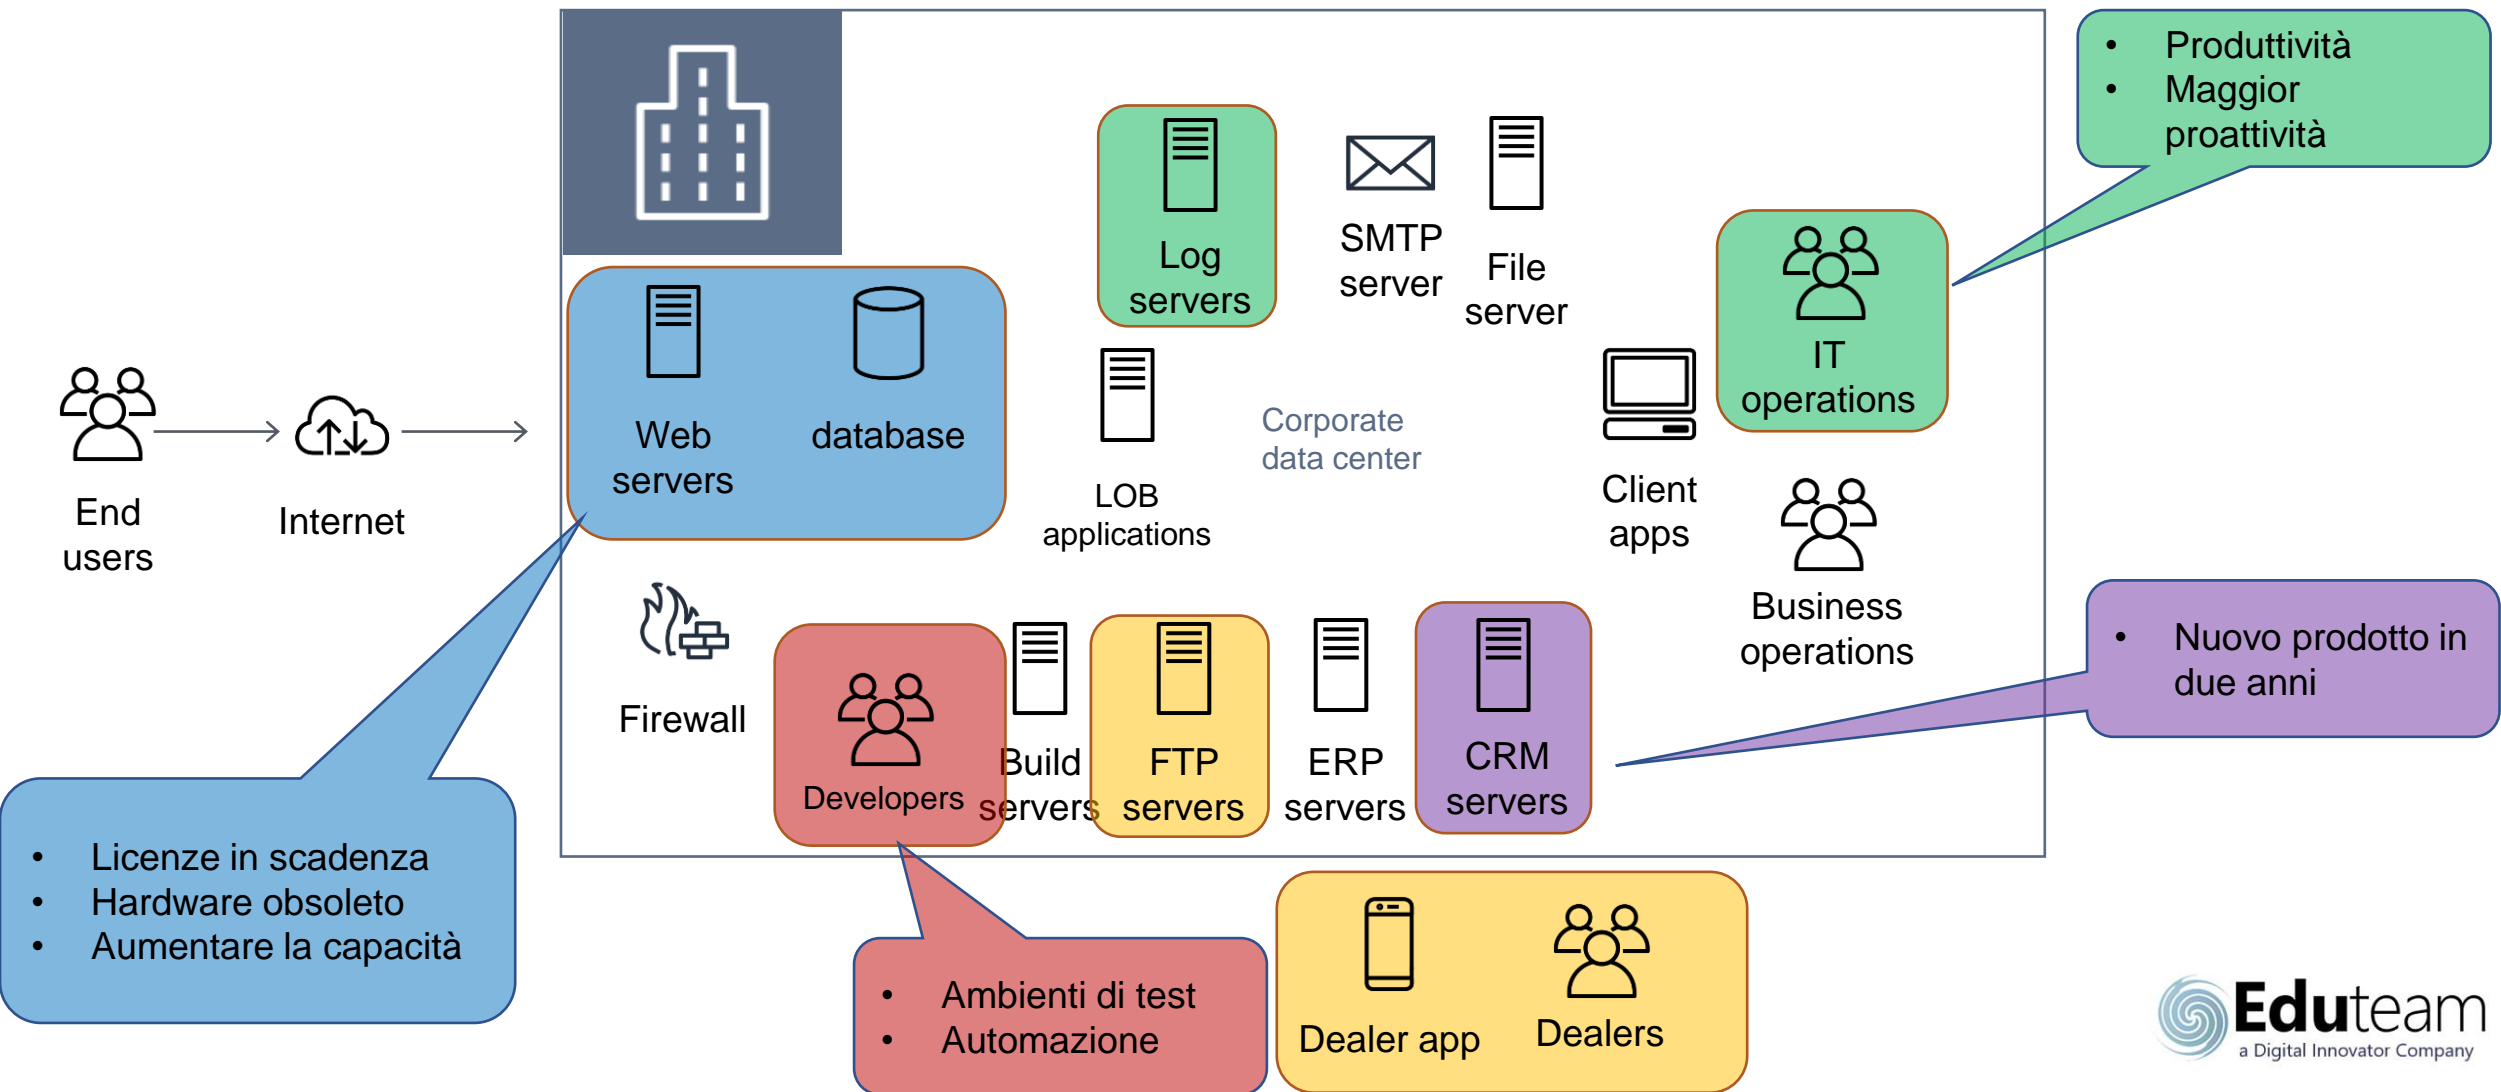 • Produttività
• Maggior
proattività
Log
servers
SMTP
server
File
server
IT
operations
Web
servers
database
Corporate
data center
LOB
applications
Client
apps
End
users
Internet
Business
operations
• Nuovo prodotto in
due anni
Firewall
Developers
Build
servers
FTP
servers
ERP
servers
CRM
servers
• Licenze in scadenza
• Hardware obsoleto
• Aumentare la capacità
• Ambienti di test
• Automazione
Dealer app
Dealers
Eduteam
a Digital Innovator Company